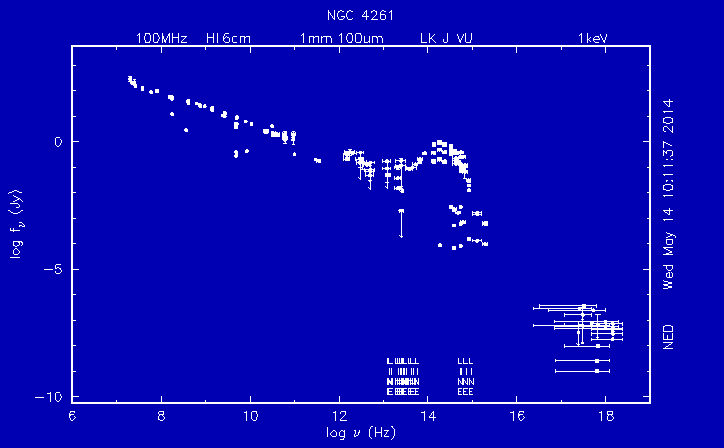 NGC 4261
100MHz HI 6cm 1mm 100um LK J VU 1keV
0
−5
−10
log fν (Jy)
L L L L L L L L L
I I I I I I I I I
N N N N N N N N N
E E E E E E E E E
6 8 10 12 14 16 18
log ν (Hz)
NED Wed May 14 10:11:37 2014